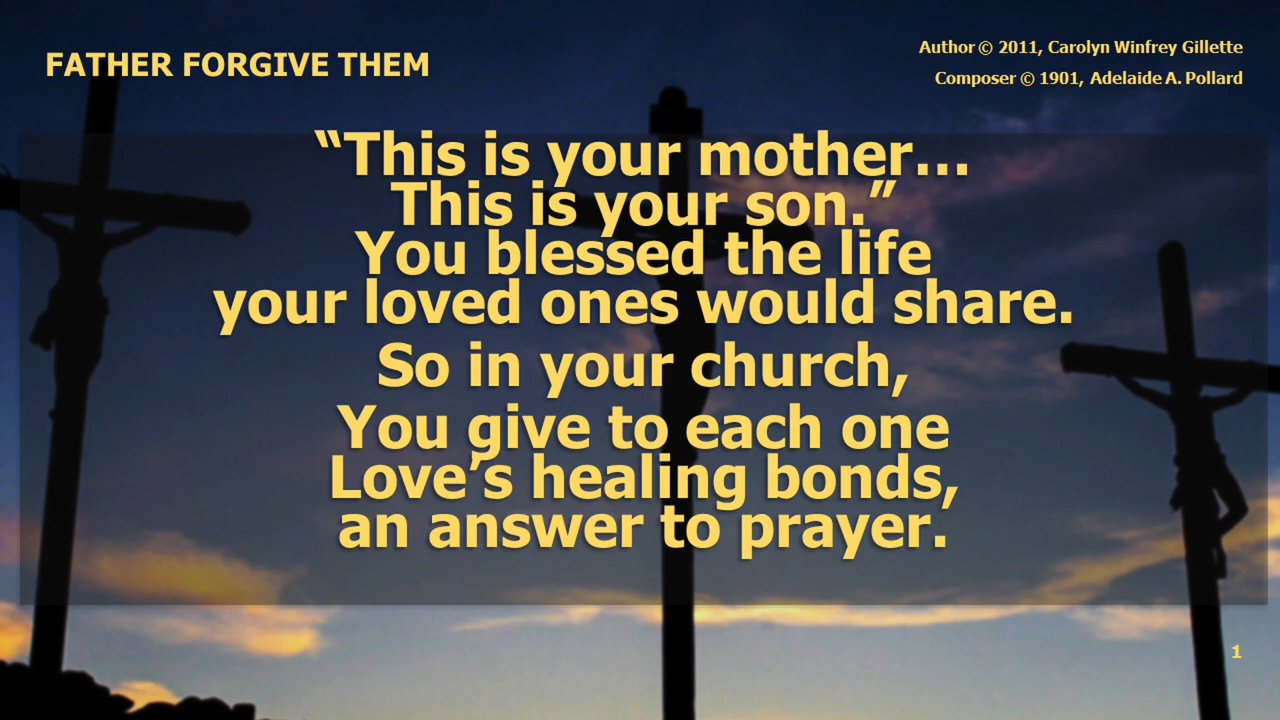 FATHER FORGIVE THEM
Author © 2011, Carolyn Winfrey Gillette
Composer © 1901, Adelaide A. Pollard
“This is your mother…
This is your son.”
You blessed the life
your loved ones would share.
So in your church,
You give to each one
Love’s healing bonds,
an answer to prayer.
1